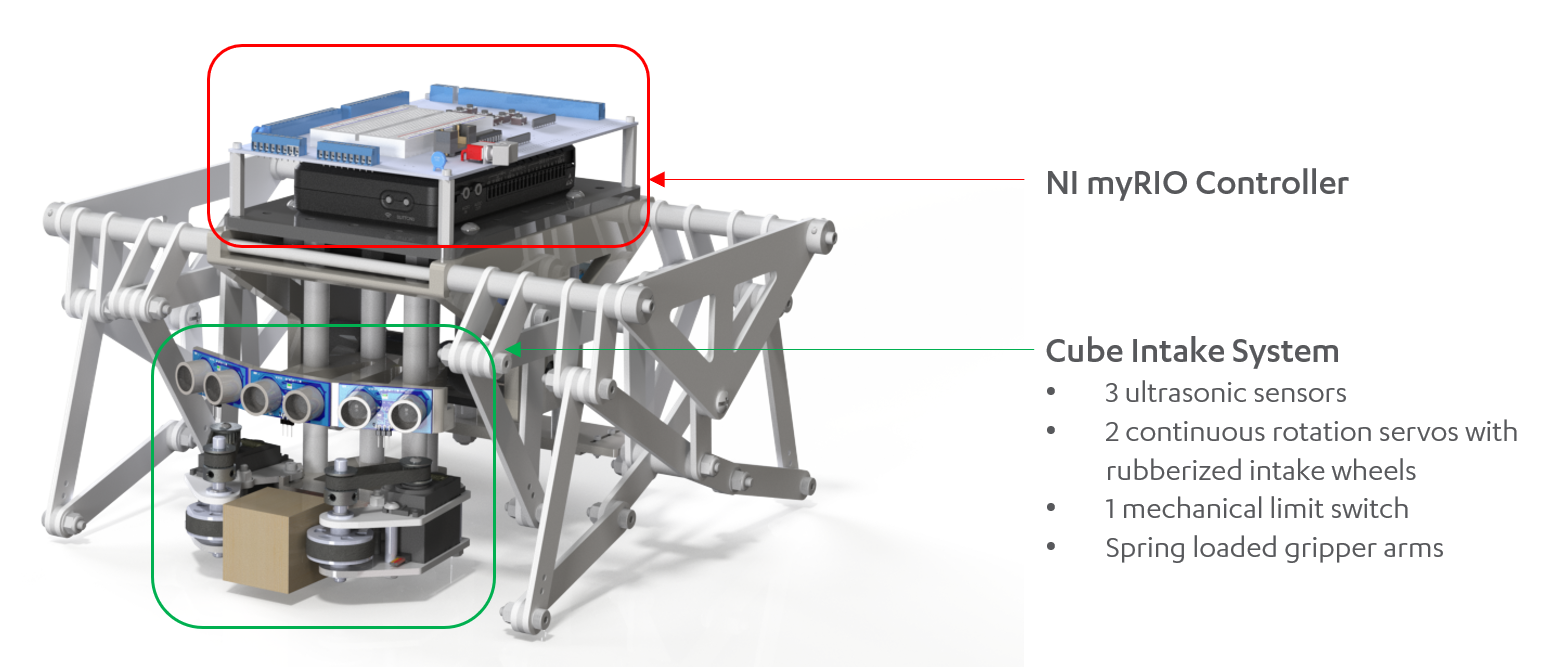 NI myRIO Controller
Cube Intake System
• 3 ultrasonic sensors
• 2 continuous rotation servos with
rubberized intake wheels
• 1 mechanical limit switch
• Spring loaded gripper arms